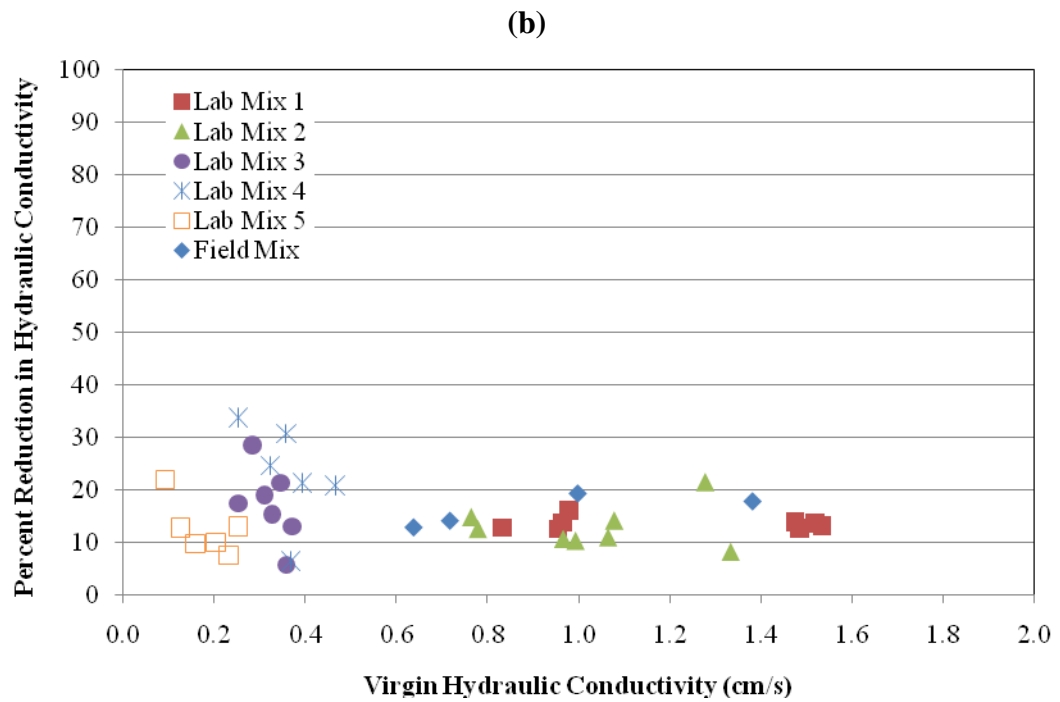 (b)
Percent Reduction in Hydraulic Conductivity
100
90
80
70
60
50
40
30
20
10
0
Lab Mix 1
Lab Mix 2
Lab Mix 3
Lab Mix 4
Lab Mix 5
Field Mix
0.0 0.2 0.4 0.6 0.8 1.0 1.2 1.4 1.6 1.8 2.0
Virgin Hydraulic Conductivity (cm/s)